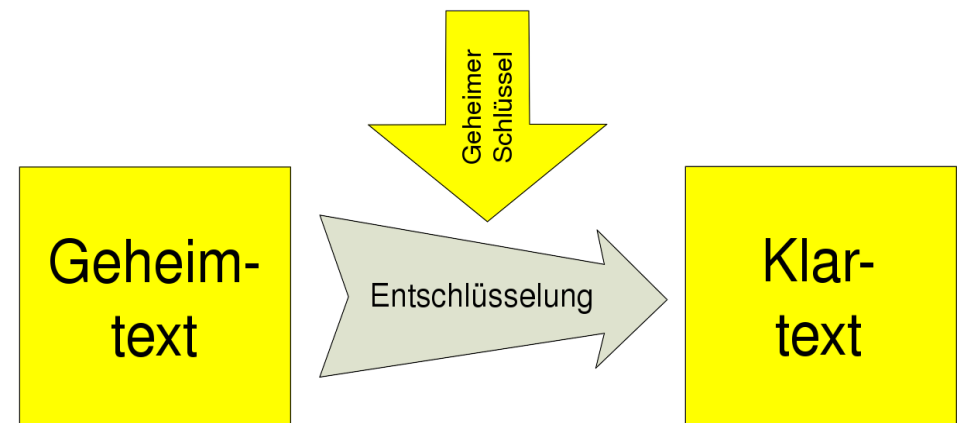 Geheimer
Schlüssel
Geheim-
text
Entschlüsselung
Klar-
text